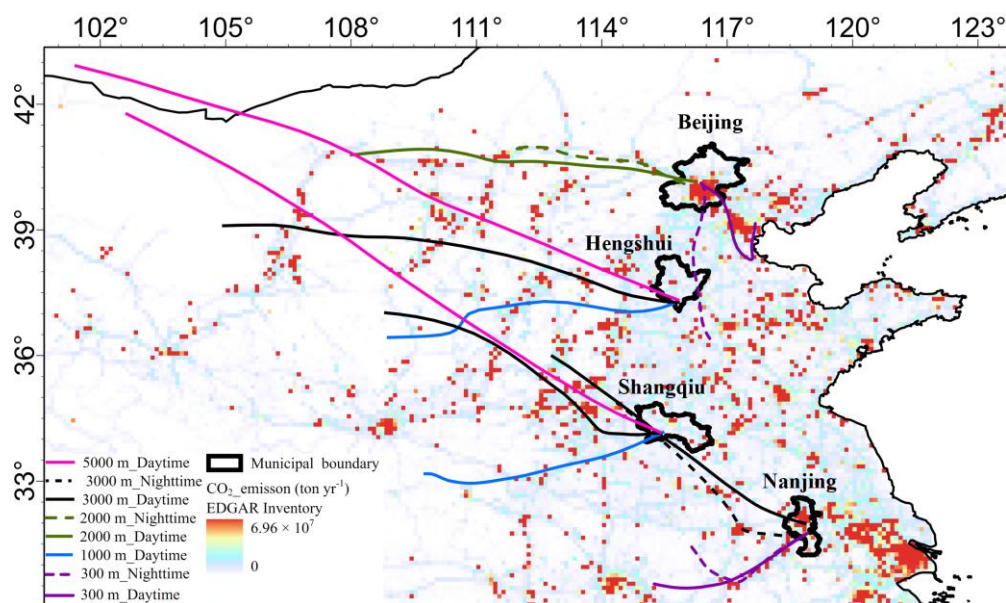 102° 105° 108° 111° 114° 117° 120° 123°
42°
39°
36°
33°
Beijing
Hengshui
Shangqiu
Nanjing
5000 m_Daytime
3000 m_Nighttime
3000 m_Daytime
2000 m_Nighttime
2000 m_Daytime
1000 m_Daytime
300 m_Nighttime
300 m_Daytime
Municipal boundary
CO₂_emisson (ton yr⁻¹)
EDGAR Inventory
6.96 × 10⁷
0